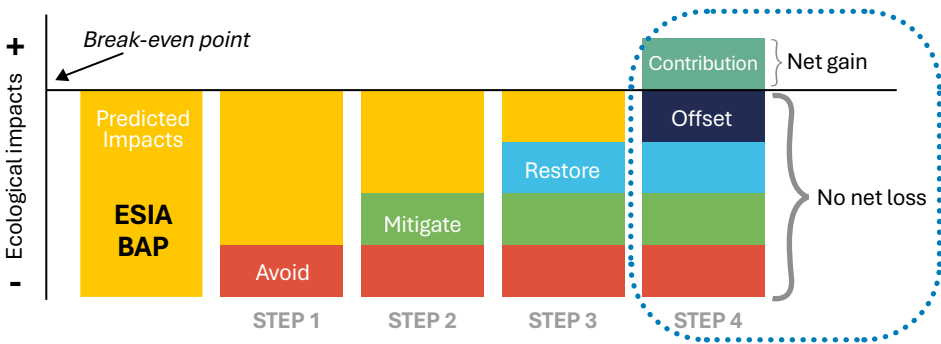 +
Ecological impacts
-
Break-even point
Predicted
Impacts
ESIA
BAP
Avoid
Mitigate
Restore
Contribution
Offset
Net gain
No net loss
STEP 1
STEP 2
STEP 3
STEP 4